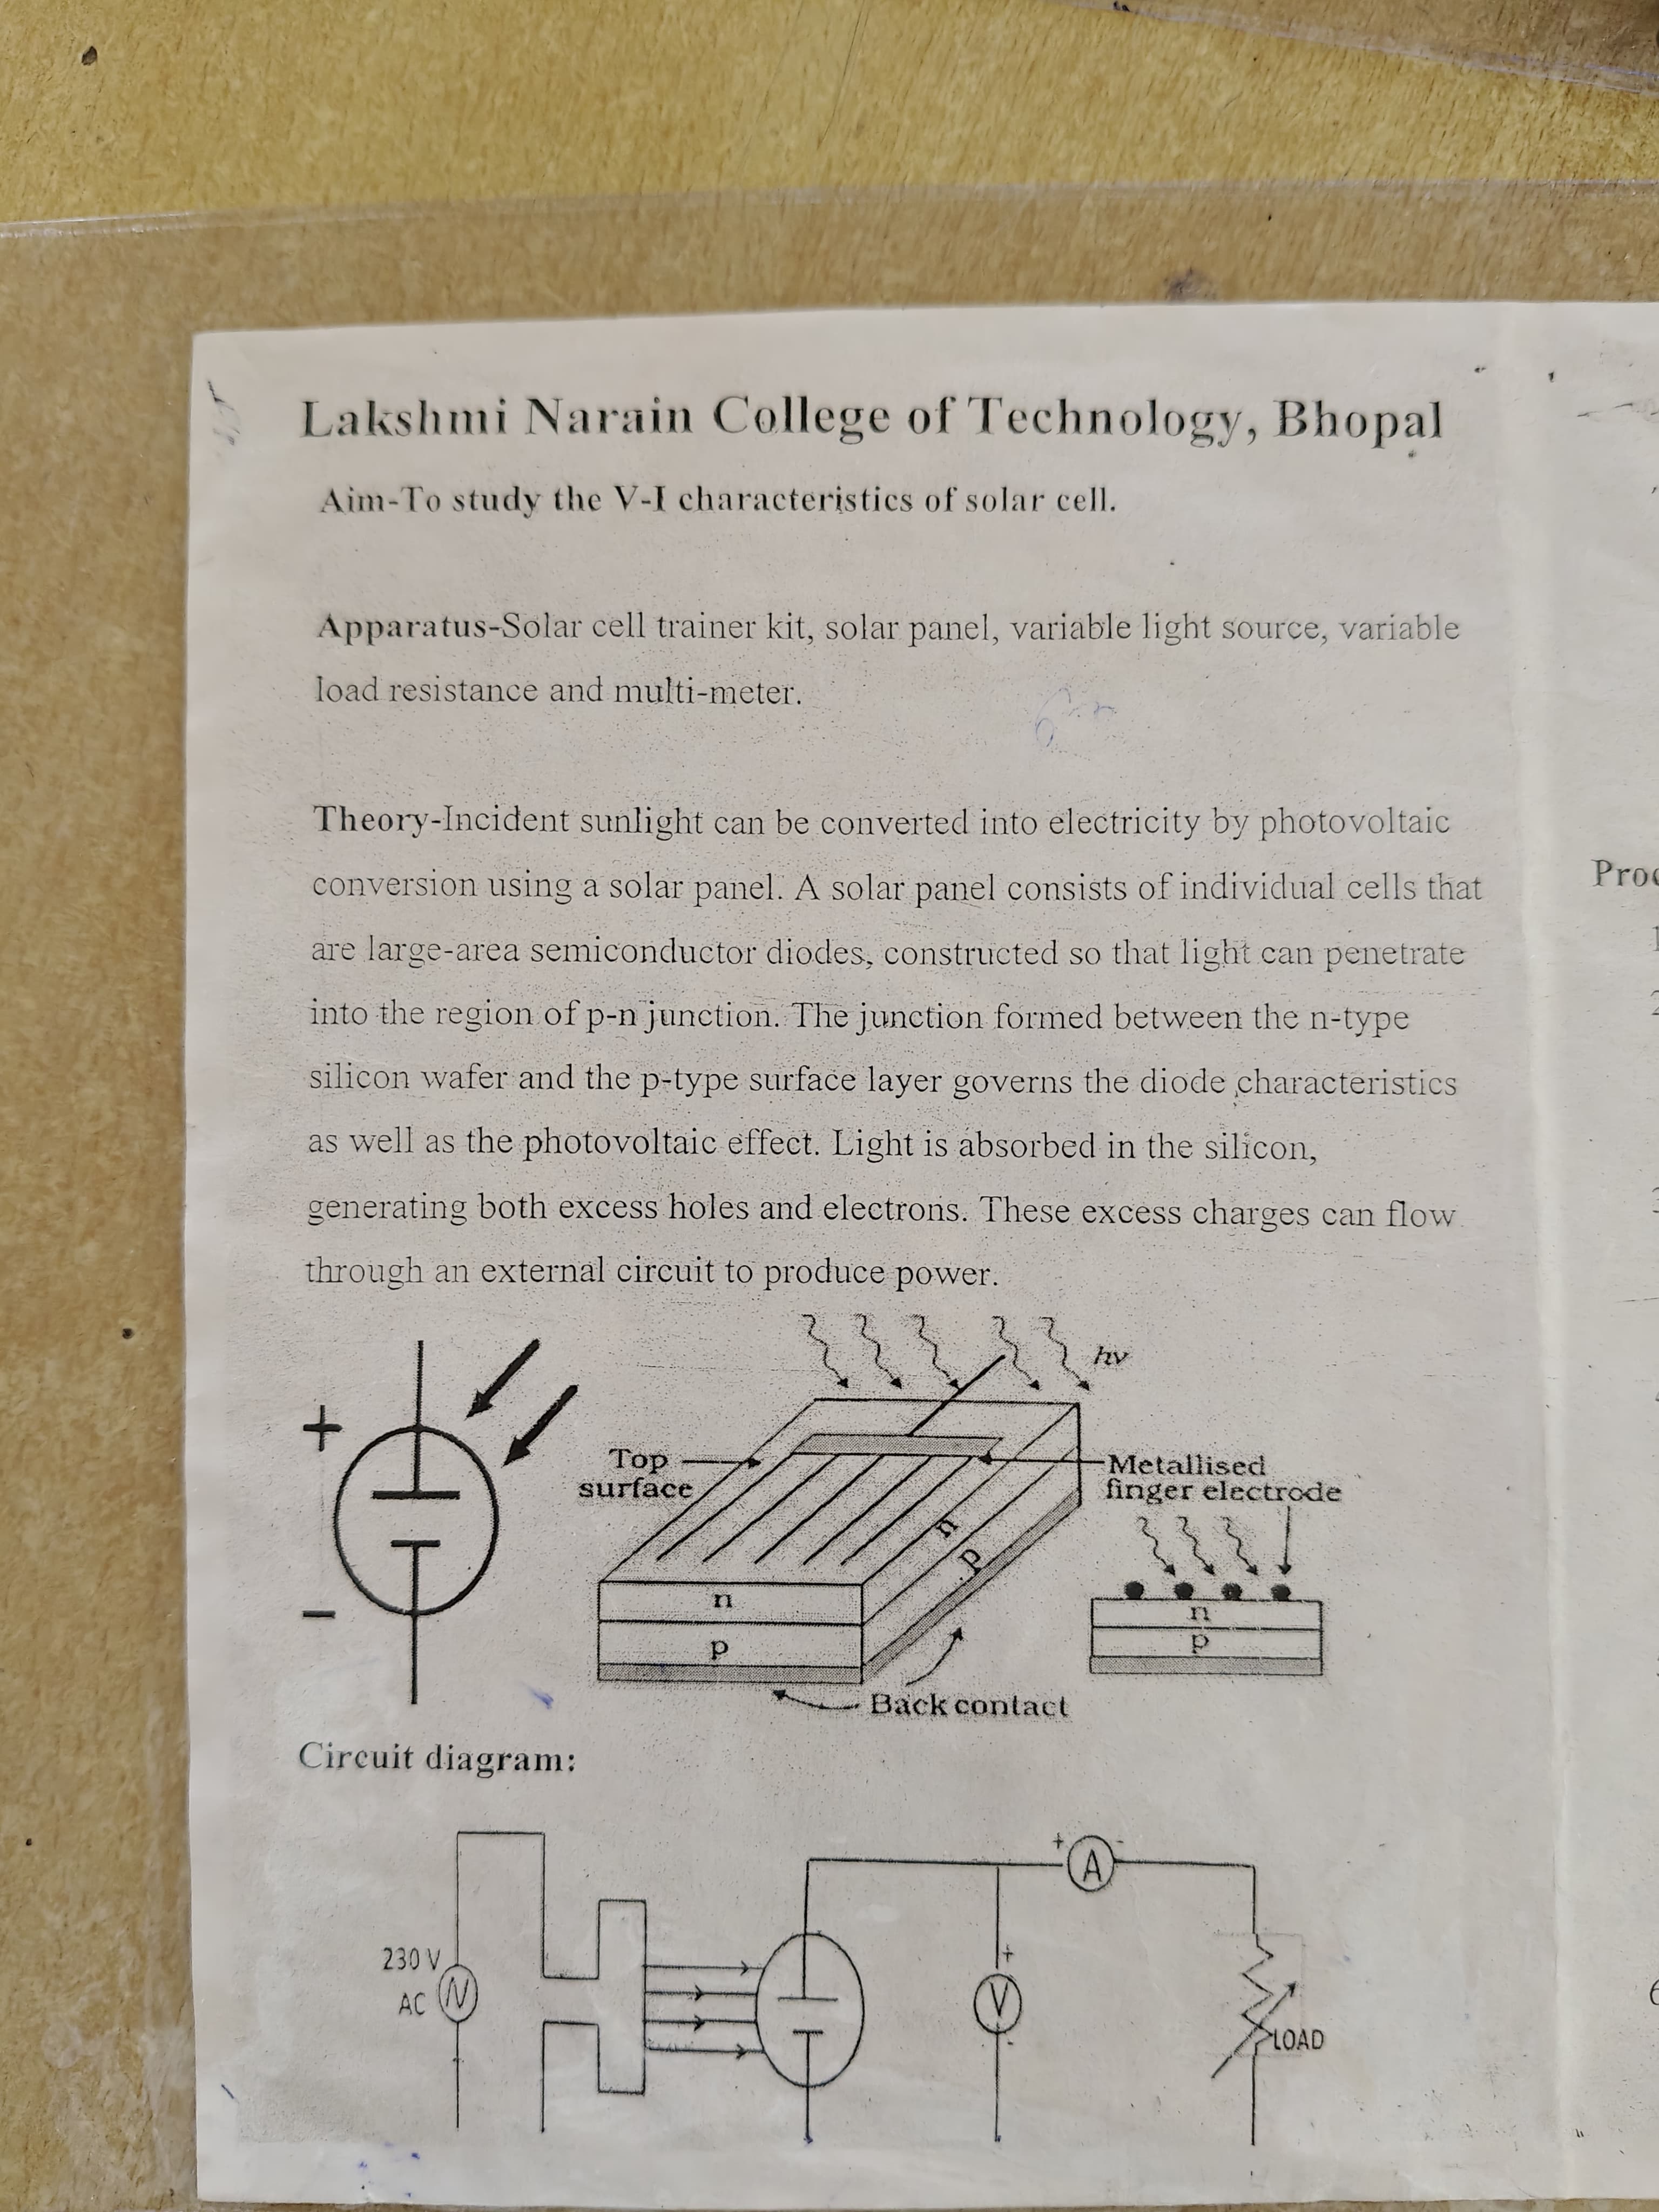 Lakshmi Narain College of Technology, Bhopal
Aim-To study the V-I characteristics of solar cell.
Apparatus-Solar cell trainer kit, solar panel, variable light source, variable
load resistance and multi-meter.
Theory-Incident sunlight can be converted into electricity by photovoltaic
conversion using a solar panel. A solar panel consists of individual cells that
are large-area semiconductor diodes, constructed so that light can penetrate
into the region of p-n junction. The junction formed between the n-type
silicon wafer and the p-type surface layer governs the diode characteristics
as well as the photovoltaic effect. Light is absorbed in the silicon,
generating both excess holes and electrons. These excess charges can flow
through an external circuit to produce power.
hν
+
Top
surface
Metallised
finger electrode
n
p
n
p
n
p
−
Back contact
Circuit diagram:
+ A -
230 V
AC
N
+
V
-
LOAD